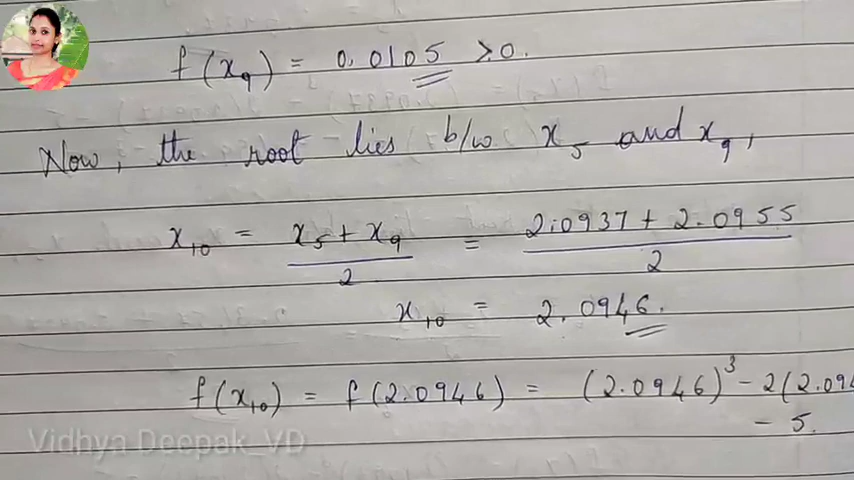 f(x₉) = 0.0105 > 0.
Now, the root lies b/w x₅ and x₉,
x₁₀ = (x₅ + x₉)/2 = (2.0937 + 2.0955)/2
x₁₀ = 2.0946.
f(x₁₀) = f(2.0946) = (2.0946)³ - 2(2.094
- 5.
Vidhya Deepak_VD